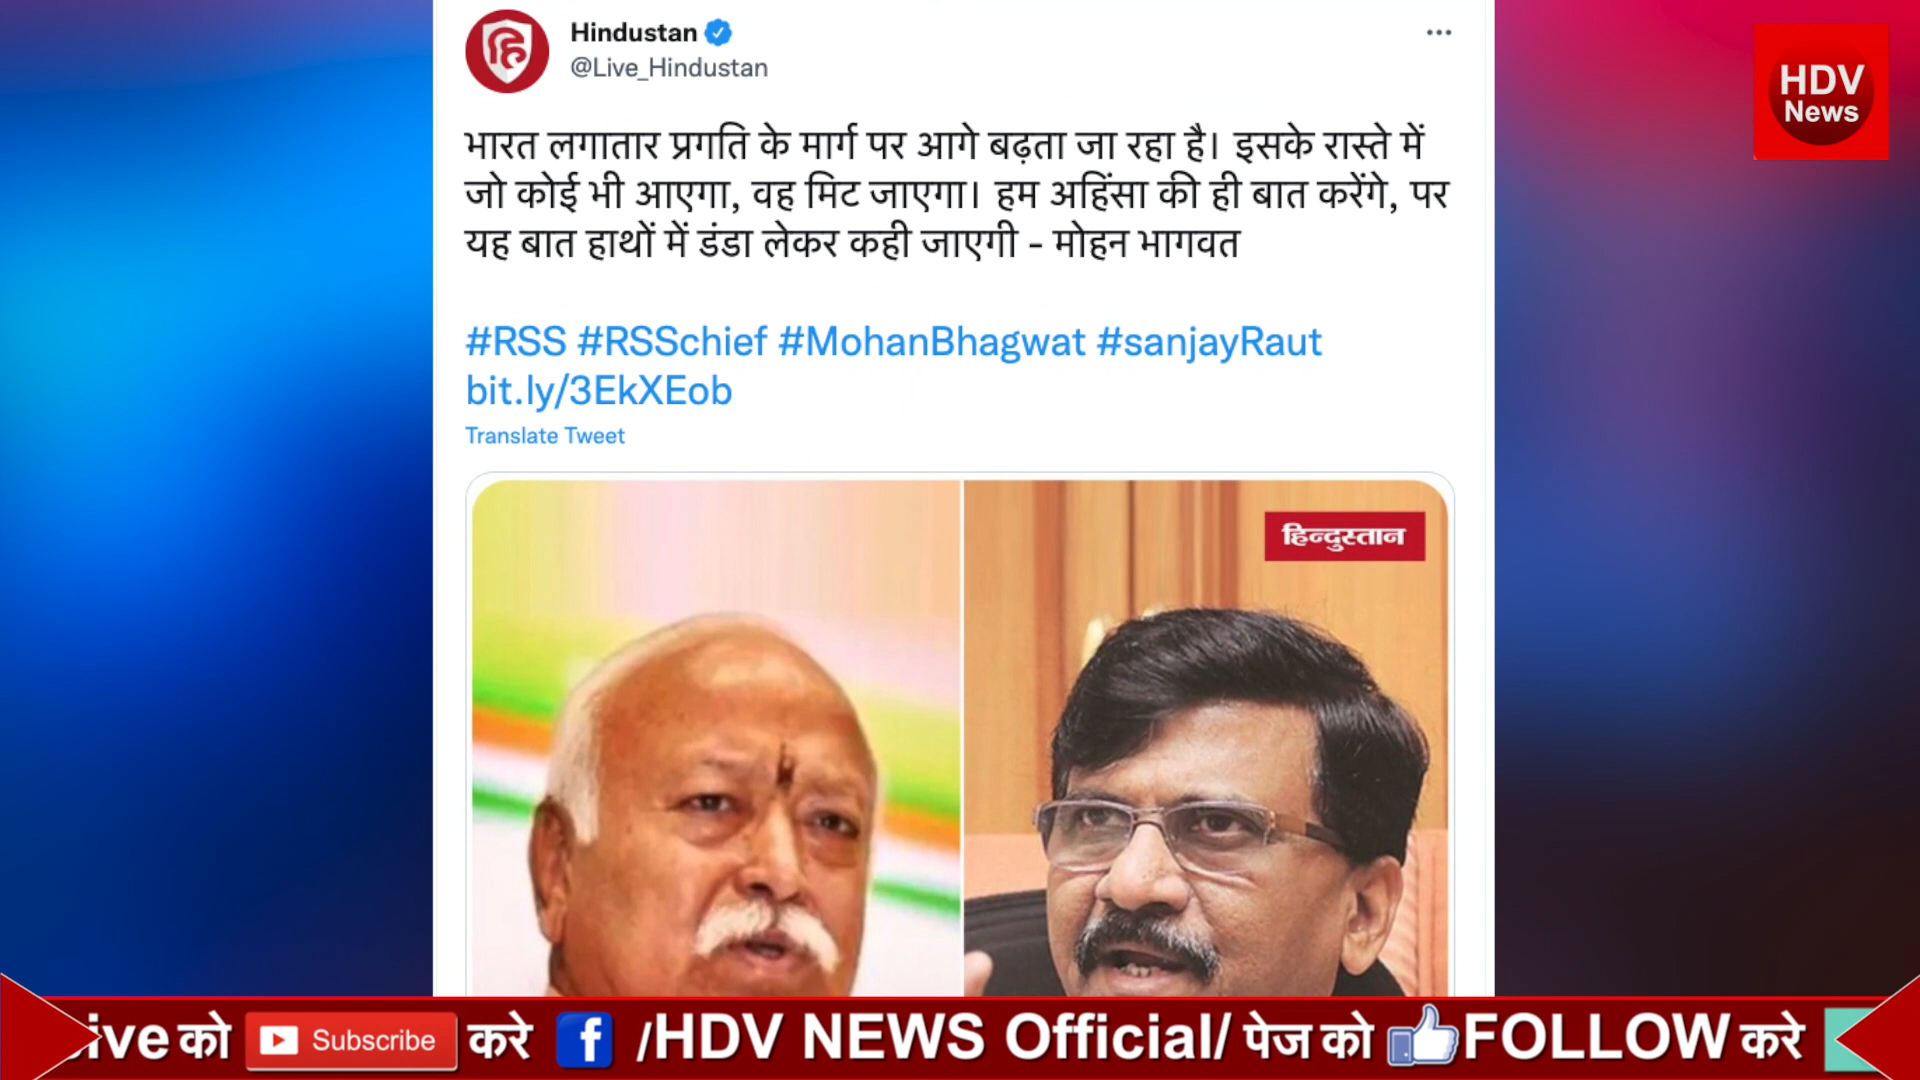 Hindustan
@Live_Hindustan
HDV
News
भारत लगातार प्रगति के मार्ग पर आगे बढ़ता जा रहा है। इसके रास्ते में
जो कोई भी आएगा, वह मिट जाएगा। हम अहिंसा की ही बात करेंगे, पर
यह बात हाथों में डंडा लेकर कही जाएगी - मोहन भागवत
#RSS #RSSchief #MohanBhagwat #sanjayRaut
bit.ly/3EkXEob
Translate Tweet
हिन्दुस्तान
ive को Subscribe करे f /HDV NEWS Official/ पेज को FOLLOW करे